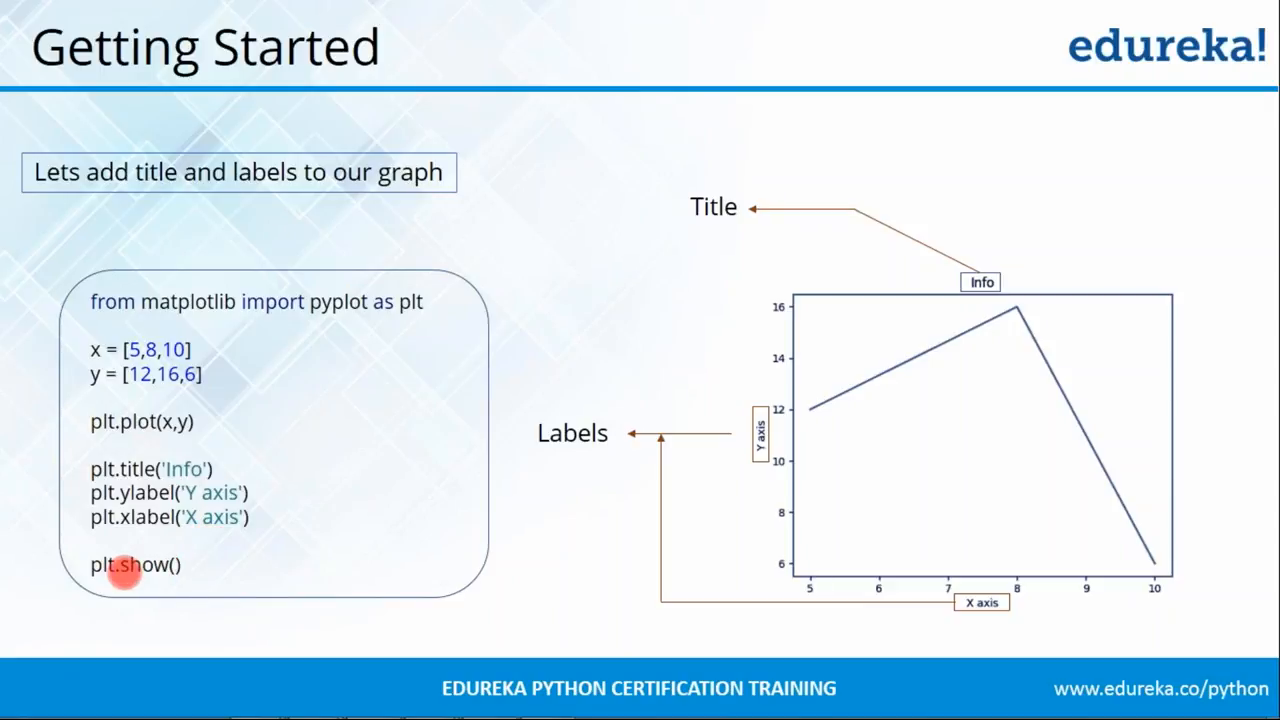 Getting Started
edureka!
Lets add title and labels to our graph
from matplotlib import pyplot as plt
x = [5,8,10]
y = [12,16,6]
plt.plot(x,y)
plt.title('Info')
plt.ylabel('Y axis')
plt.xlabel('X axis')
plt.show()
Title
Info
Labels
Y axis
16
14
12
10
8
6
5 6 7 8 9 10
X axis
EDUREKA PYTHON CERTIFICATION TRAINING
www.edureka.co/python